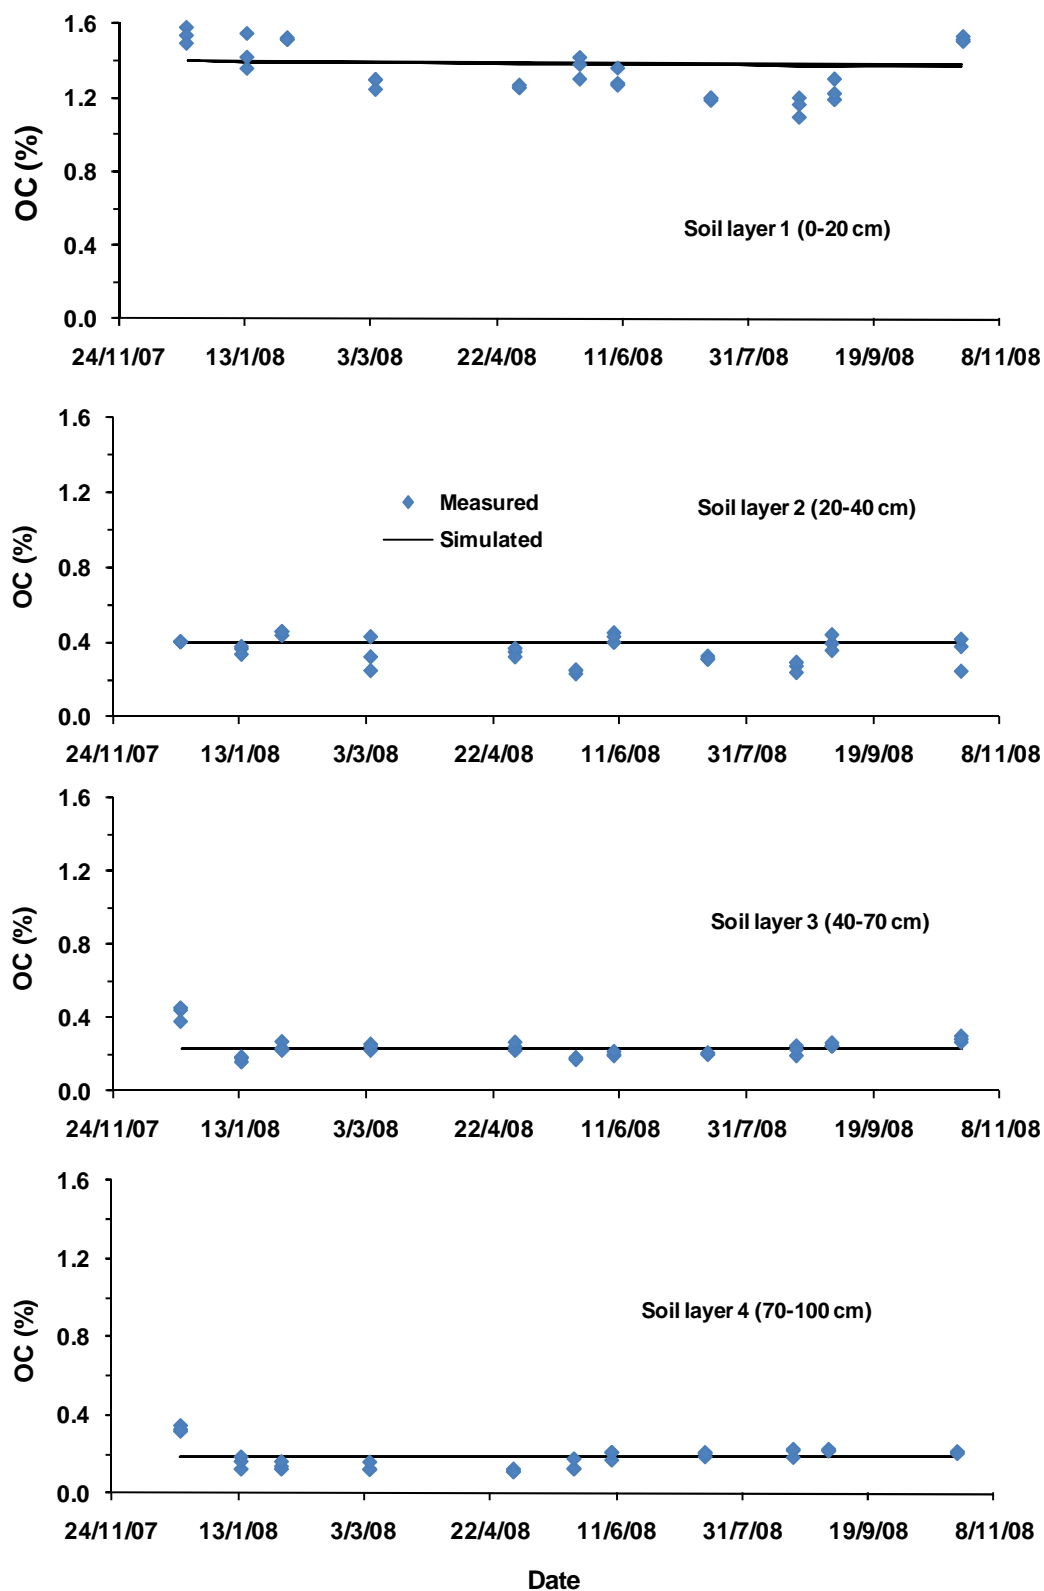 1.6
1.2
0.8
0.4
0.0
OC (%)
Soil layer 1 (0-20 cm)
24/11/07 13/1/08 3/3/08 22/4/08 11/6/08 31/7/08 19/9/08 8/11/08
1.6
1.2
0.8
0.4
0.0
OC (%)
Measured
Simulated
Soil layer 2 (20-40 cm)
24/11/07 13/1/08 3/3/08 22/4/08 11/6/08 31/7/08 19/9/08 8/11/08
1.6
1.2
0.8
0.4
0.0
OC (%)
Soil layer 3 (40-70 cm)
24/11/07 13/1/08 3/3/08 22/4/08 11/6/08 31/7/08 19/9/08 8/11/08
1.6
1.2
0.8
0.4
0.0
OC (%)
Soil layer 4 (70-100 cm)
24/11/07 13/1/08 3/3/08 22/4/08 11/6/08 31/7/08 19/9/08 8/11/08
Date